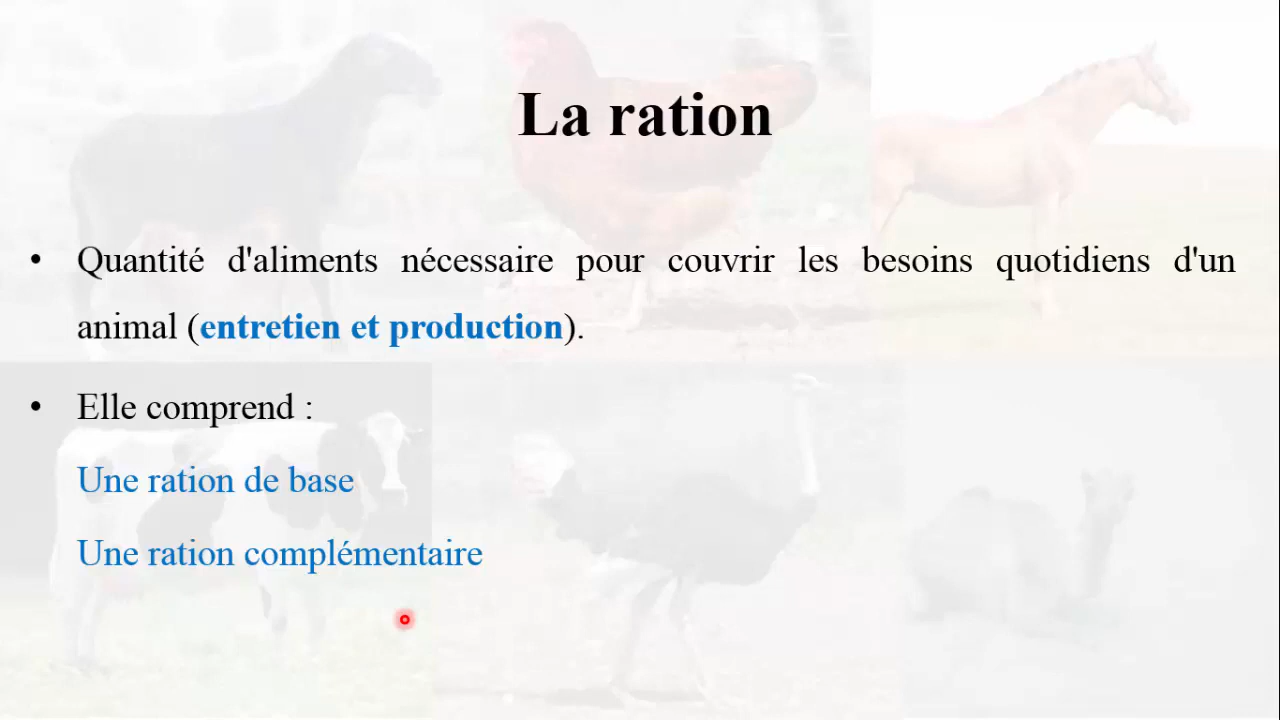 La ration
• Quantité d'aliments nécessaire pour couvrir les besoins quotidiens d'un
animal (entretien et production).
• Elle comprend :
Une ration de base
Une ration complémentaire